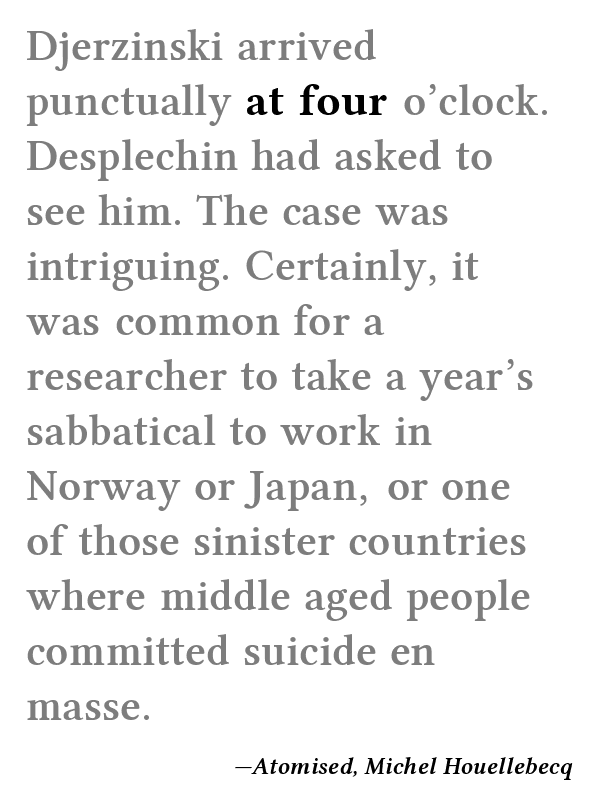 Djerzinski arrived
punctually at four o’clock.
Desplechin had asked to
see him. The case was
intriguing. Certainly, it
was common for a
researcher to take a year’s
sabbatical to work in
Norway or Japan, or one
of those sinister countries
where middle aged people
committed suicide en
masse.
—Atomised, Michel Houellebecq